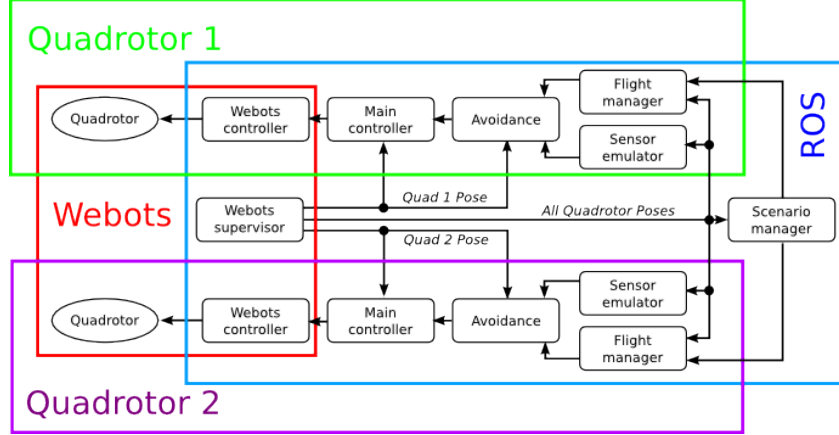 Quadrotor 1
Quadrotor
Webots
controller
Main
controller
Avoidance
Flight
manager
Sensor
emulator
ROS
Webots
Webots
supervisor
Quad 1 Pose
All Quadrotor Poses
Quad 2 Pose
Scenario
manager
Quadrotor
Webots
controller
Main
controller
Avoidance
Sensor
emulator
Flight
manager
Quadrotor 2